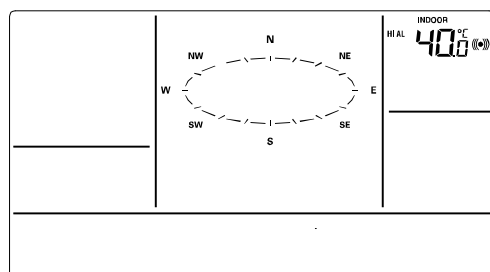 INDOOR
HI AL 40.0 °C
N
NW NE
W E
SW SE
S